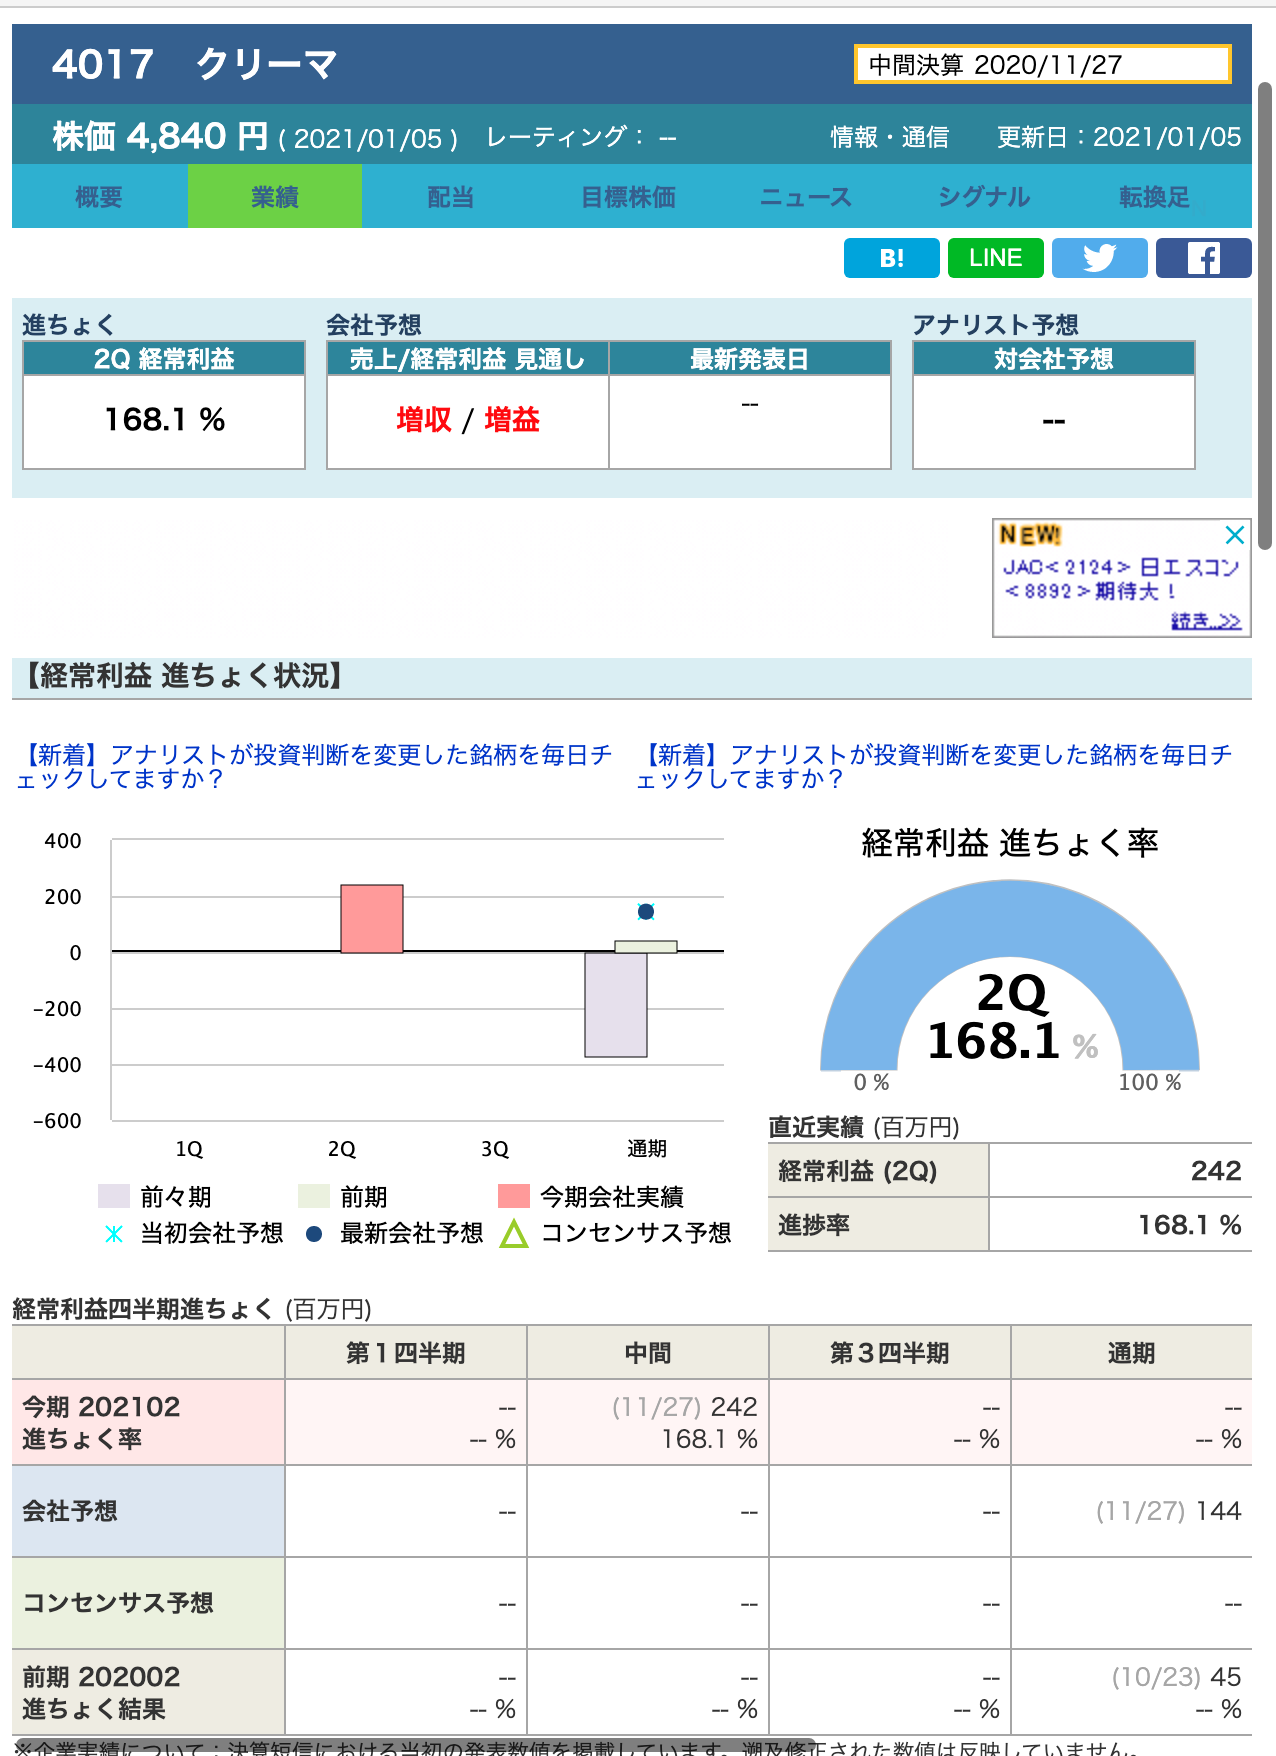 4017 クリーマ
中間決算 2020/11/27
株価 4,840 円 ( 2021/01/05 ) レーティング： -- 情報・通信 更新日：2021/01/05
概要 業績 配当 目標株価 ニュース シグナル 転換足
B! LINE
進ちょく 会社予想 アナリスト予想
2Q 経常利益 売上/経常利益 見通し 最新発表日 対会社予想
168.1 % 増収 / 増益 -- --
NEW!
JAC<2124> 日エスコン
<8892>期待大！
続き..>>
【経常利益 進ちょく状況】
【新着】アナリストが投資判断を変更した銘柄を毎日チ
ェックしてますか？
【新着】アナリストが投資判断を変更した銘柄を毎日チ
ェックしてますか？
400
200
0
-200
-400
-600
1Q 2Q 3Q 通期
前々期 前期 今期会社実績
当初会社予想 最新会社予想 コンセンサス予想
経常利益 進ちょく率
2Q
168.1 %
0 % 100 %
直近実績 (百万円)
経常利益 (2Q) 242
進捗率 168.1 %
経常利益四半期進ちょく (百万円)
第１四半期 中間 第３四半期 通期
今期 202102 -- (11/27) 242 -- --
進ちょく率 -- % 168.1 % -- % -- %
会社予想 -- -- -- (11/27) 144
コンセンサス予想 -- -- -- --
前期 202002 -- -- -- (10/23) 45
進ちょく結果 -- % -- % -- % -- %
※企業実績について：決算短信における当初の発表数値を掲載しています。遡及修正された数値は反映していません。